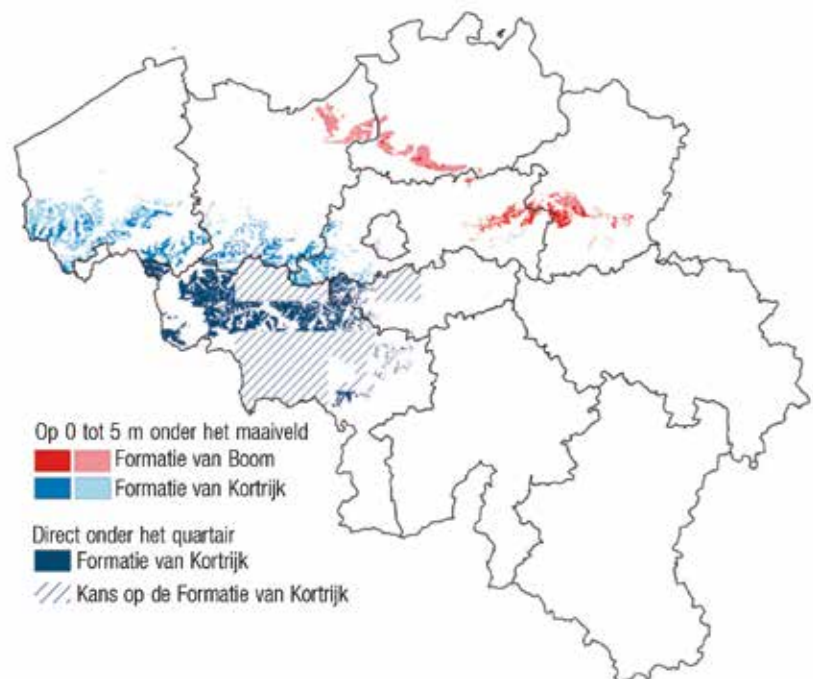 Op 0 tot 5 m onder het maaiveld
Formatie van Boom
Formatie van Kortrijk
Direct onder het quartair
Formatie van Kortrijk
Kans op de Formatie van Kortrijk